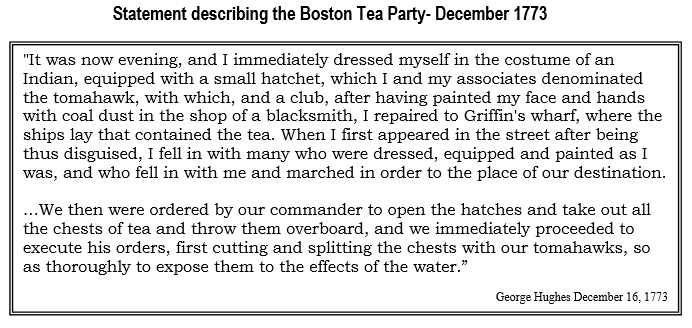 Statement describing the Boston Tea Party- December 1773
"It was now evening, and I immediately dressed myself in the costume of an
Indian, equipped with a small hatchet, which I and my associates denominated
the tomahawk, with which, and a club, after having painted my face and hands
with coal dust in the shop of a blacksmith, I repaired to Griffin's wharf, where the
ships lay that contained the tea. When I first appeared in the street after being
thus disguised, I fell in with many who were dressed, equipped and painted as I
was, and who fell in with me and marched in order to the place of our destination.
…We then were ordered by our commander to open the hatches and take out all
the chests of tea and throw them overboard, and we immediately proceeded to
execute his orders, first cutting and splitting the chests with our tomahawks, so
as thoroughly to expose them to the effects of the water.”
George Hughes December 16, 1773